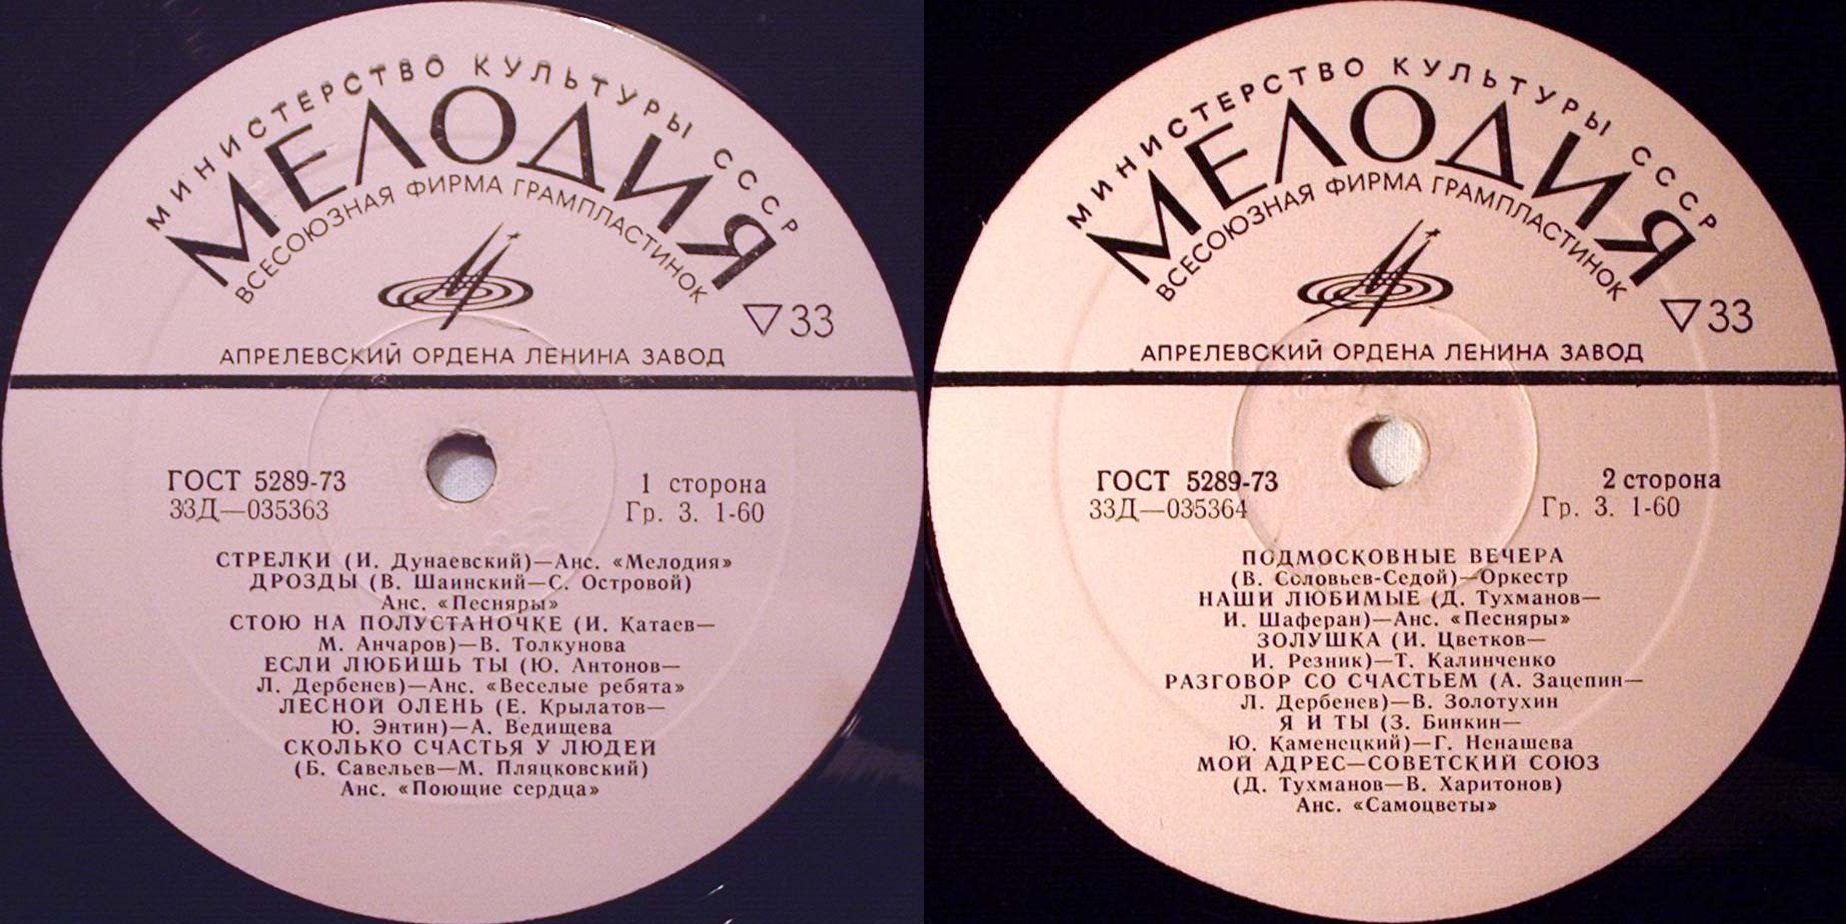 МИНИСТЕРСТВО КУЛЬТУРЫ СССР
МЕЛОДИЯ
ВСЕСОЮЗНАЯ ФИРМА ГРАМПЛАСТИНОК
33
АПРЕЛЕВСКИЙ ОРДЕНА ЛЕНИНА ЗАВОД
ГОСТ 5289-73
33Д—035363
1 сторона
Гр. 3. 1-60
СТРЕЛКИ (И. Дунаевский)—Анс. «Мелодия»
ДРОЗДЫ (В. Шаинский—С. Островой)
Анс. «Песняры»
СТОЮ НА ПОЛУСТАНОЧКЕ (И. Катаев—
М. Анчаров)—В. Толкунова
ЕСЛИ ЛЮБИШЬ ТЫ (Ю. Антонов—
Л. Дербенев)—Анс. «Веселые ребята»
ЛЕСНОЙ ОЛЕНЬ (Е. Крылатов—
Ю. Энтин)—А. Ведищева
СКОЛЬКО СЧАСТЬЯ У ЛЮДЕЙ
(Б. Савельев—М. Пляцковский)
Анс. «Поющие сердца»
МИНИСТЕРСТВО КУЛЬТУРЫ СССР
МЕЛОДИЯ
ВСЕСОЮЗНАЯ ФИРМА ГРАМПЛАСТИНОК
33
АПРЕЛЕВСКИЙ ОРДЕНА ЛЕНИНА ЗАВОД
ГОСТ 5289-73
33Д—035364
2 сторона
Гр. 3. 1-60
ПОДМОСКОВНЫЕ ВЕЧЕРА
(В. Соловьев-Седой)—Оркестр
НАШИ ЛЮБИМЫЕ (Д. Тухманов—
И. Шаферан)—Анс. «Песняры»
ЗОЛУШКА (И. Цветков—
И. Резник)—Т. Калинченко
РАЗГОВОР СО СЧАСТЬЕМ (А. Зацепин—
Л. Дербенев)—В. Золотухин
Я И ТЫ (З. Бинкин—
Ю. Каменецкий)—Г. Ненашева
МОЙ АДРЕС—СОВЕТСКИЙ СОЮЗ
(Д. Тухманов—В. Харитонов)
Анс. «Самоцветы»